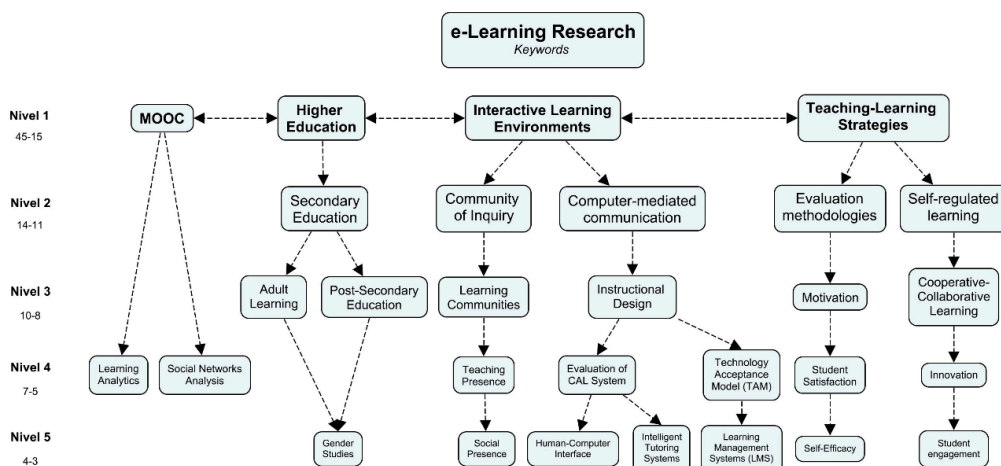 e-Learning Research
Keywords
Nivel 1
45-15
MOOC
Higher
Education
Interactive Learning
Environments
Teaching-Learning
Strategies
Nivel 2
14-11
Secondary
Education
Community
of Inquiry
Computer-mediated
communication
Evaluation
methodologies
Self-regulated
learning
Nivel 3
10-8
Adult
Learning
Post-Secondary
Education
Learning
Communities
Instructional
Design
Motivation
Cooperative-
Collaborative
Learning
Nivel 4
7-5
Learning
Analytics
Social Networks
Analysis
Teaching
Presence
Evaluation of
CAL System
Technology
Acceptance
Model (TAM)
Student
Satisfaction
Innovation
Nivel 5
4-3
Gender
Studies
Social
Presence
Human-Computer
Interface
Intelligent
Tutoring
Systems
Learning
Management
Systems (LMS)
Self-Efficacy
Student
engagement